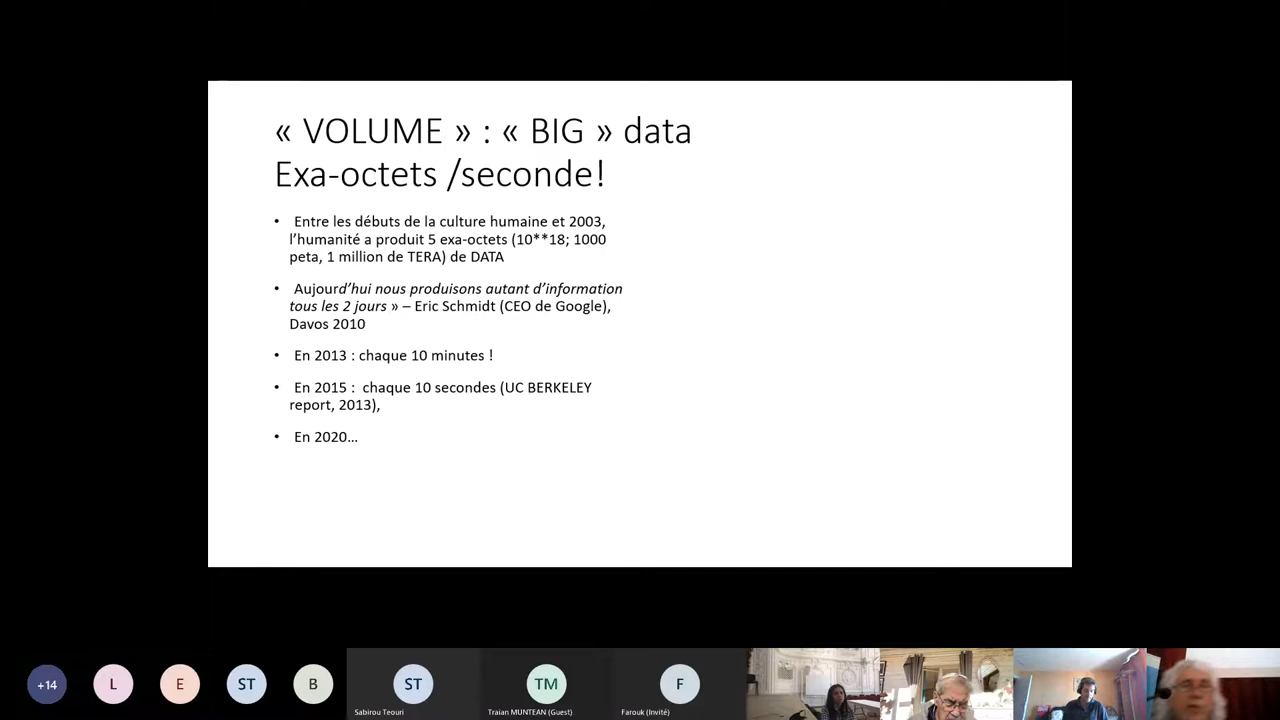 « VOLUME » : « BIG » data
Exa-octets /seconde!
• Entre les débuts de la culture humaine et 2003,
l’humanité a produit 5 exa-octets (10**18; 1000
peta, 1 million de TERA) de DATA
• Aujourd’hui nous produisons autant d’information
tous les 2 jours » – Eric Schmidt (CEO de Google),
Davos 2010
• En 2013 : chaque 10 minutes !
• En 2015 : chaque 10 secondes (UC BERKELEY
report, 2013),
• En 2020…
+14
L
E
ST
B
ST
TM
F
Sabirou Teouri
Traian MUNTEAN (Guest)
Farouk (Invité)